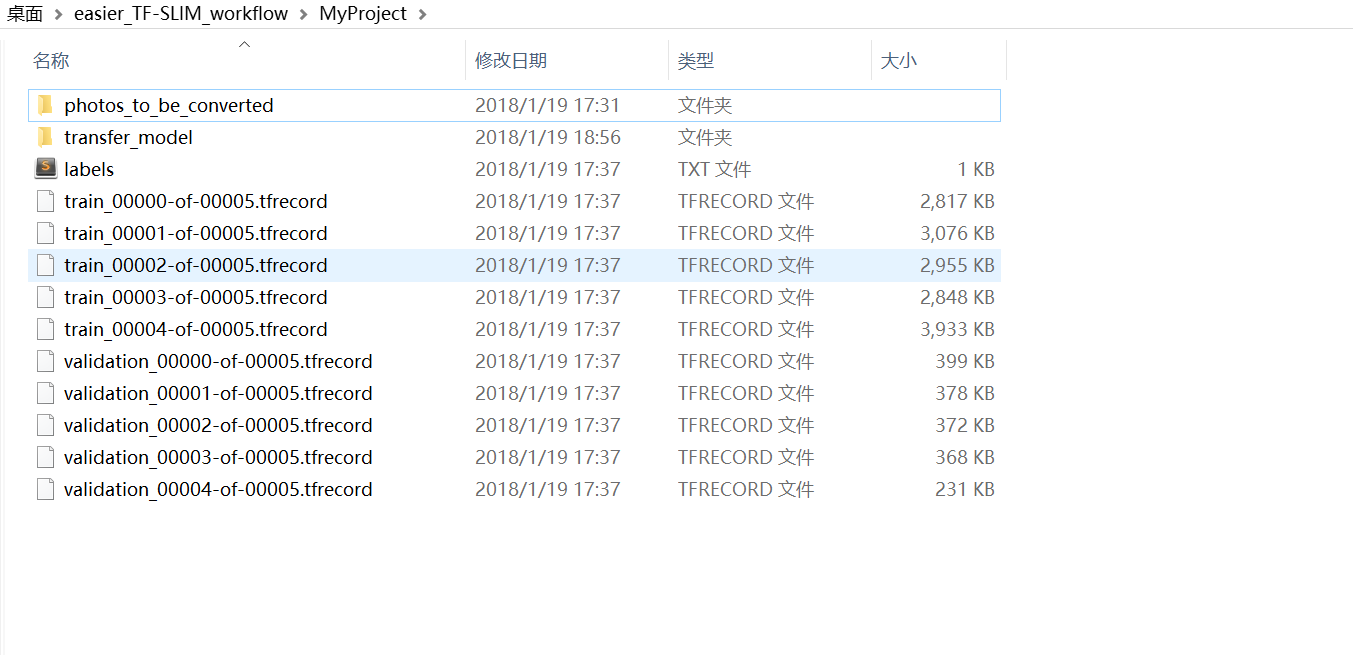 桌面 > easier_TF-SLIM_workflow > MyProject >
名称 修改日期 类型 大小
photos_to_be_converted 2018/1/19 17:31 文件夹
transfer_model 2018/1/19 18:56 文件夹
labels 2018/1/19 17:37 TXT 文件 1 KB
train_00000-of-00005.tfrecord 2018/1/19 17:37 TFRECORD 文件 2,817 KB
train_00001-of-00005.tfrecord 2018/1/19 17:37 TFRECORD 文件 3,076 KB
train_00002-of-00005.tfrecord 2018/1/19 17:37 TFRECORD 文件 2,955 KB
train_00003-of-00005.tfrecord 2018/1/19 17:37 TFRECORD 文件 2,848 KB
train_00004-of-00005.tfrecord 2018/1/19 17:37 TFRECORD 文件 3,933 KB
validation_00000-of-00005.tfrecord 2018/1/19 17:37 TFRECORD 文件 399 KB
validation_00001-of-00005.tfrecord 2018/1/19 17:37 TFRECORD 文件 378 KB
validation_00002-of-00005.tfrecord 2018/1/19 17:37 TFRECORD 文件 372 KB
validation_00003-of-00005.tfrecord 2018/1/19 17:37 TFRECORD 文件 368 KB
validation_00004-of-00005.tfrecord 2018/1/19 17:37 TFRECORD 文件 231 KB